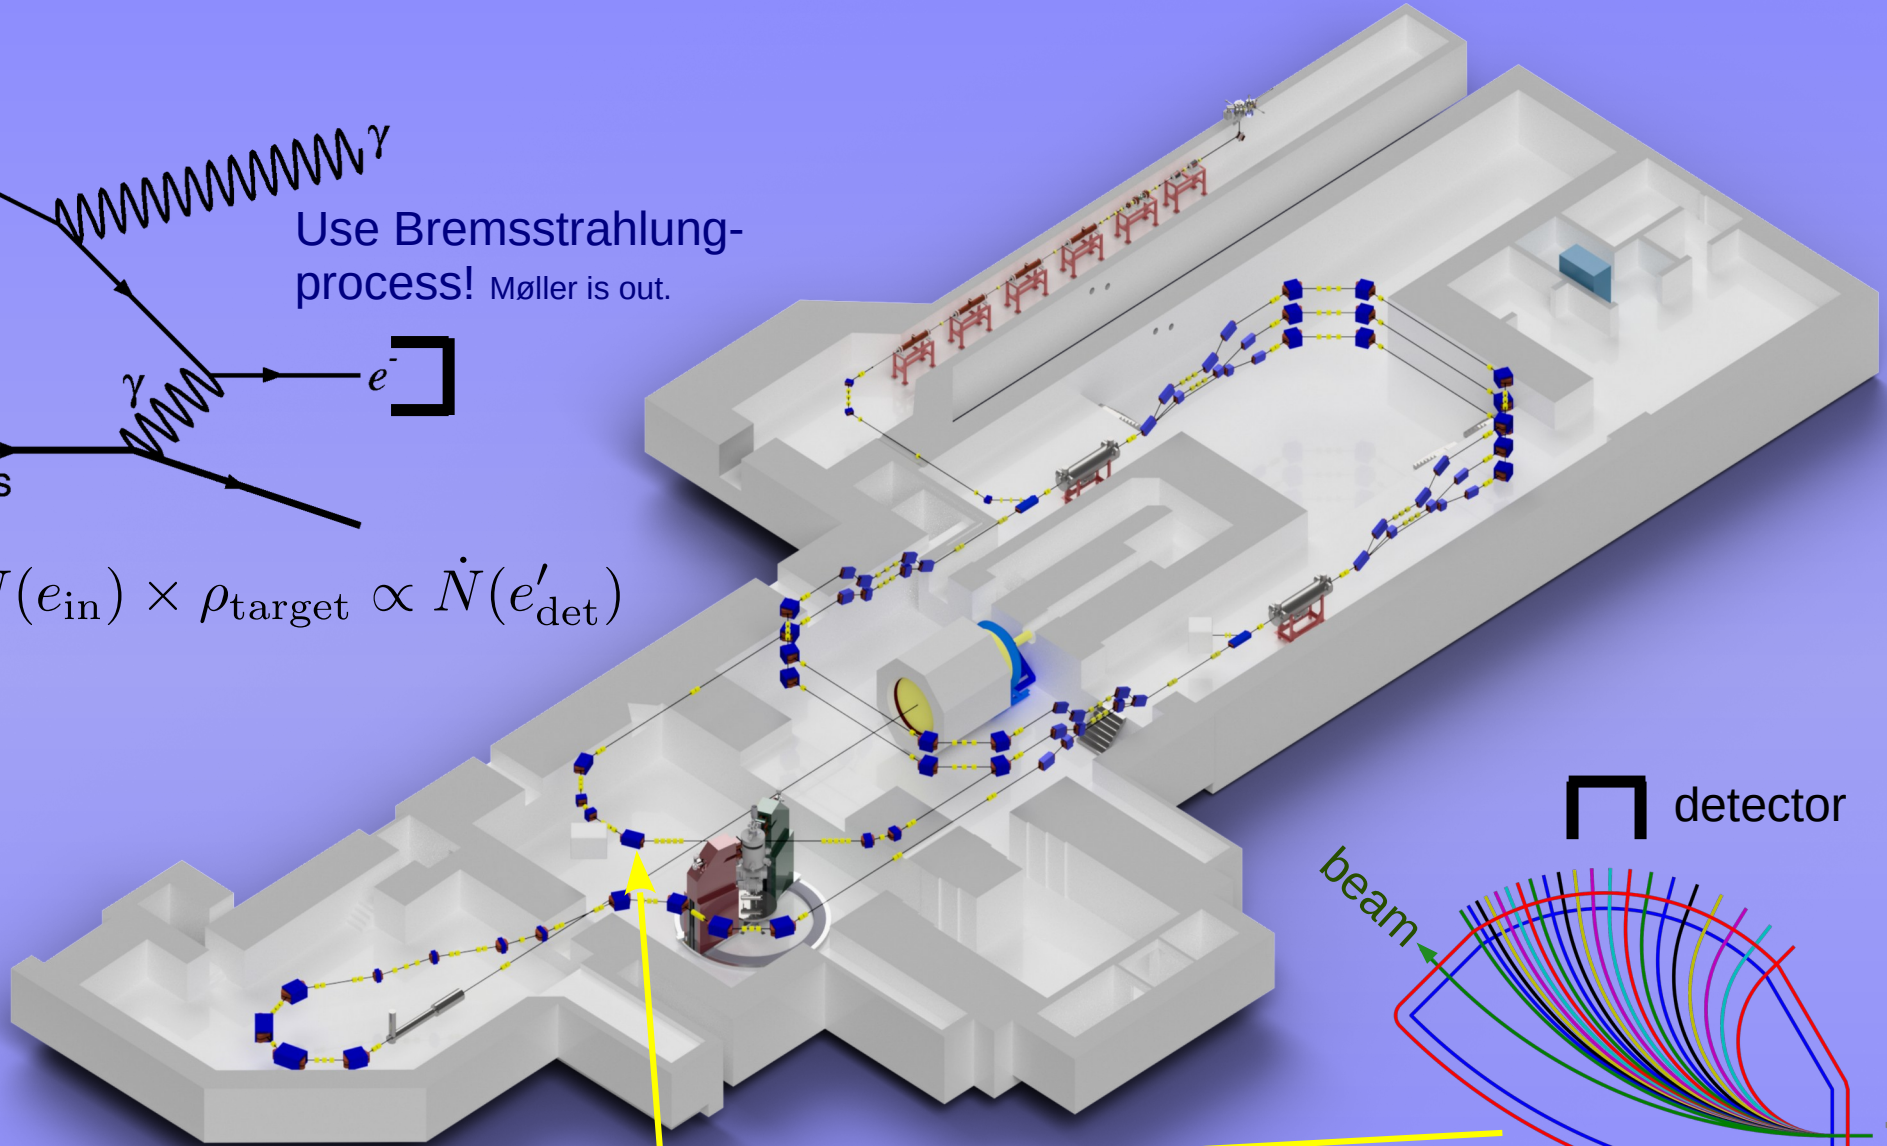 γ
Use Bremsstrahlung-
process! Møller is out.
e⁻
γ
s
(e_in) × ρ_target ∝ Ṅ(e′_det)
detector
beam